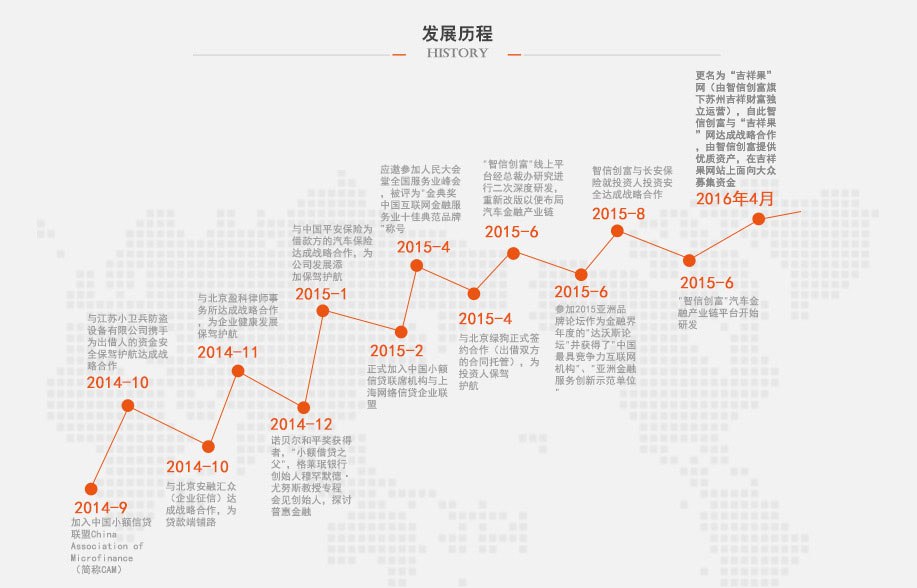 发展历程
HISTORY
2014-9
加入中国小额信贷
联盟China
Association of
Microfinance
（简称CAM）
与江苏小卫兵防盗
设备有限公司携手
为出借人的资金安
全保驾护航达成战
略合作
2014-10
2014-10
与北京安融汇众
（企业征信）达
成战略合作，为
贷款端铺路
与北京盈科律师事
务所达成战略合作
，为企业健康发展
保驾护航
2014-11
2014-12
诺贝尔和平奖获得
者，"小额借贷之
父"，格莱珉银行
创始人穆罕默德·
尤努斯教授专程
会见创始人，探讨
普惠金融
与中国平安保险为
借款方的汽车保险
达成战略合作，为
公司发展添
加保驾护航
2015-1
2015-2
正式加入中国小额
信贷联席机构与上
海网络信贷企业联
盟
应邀参加人民大会
堂全国服务业峰会
，被评为"金典奖
中国互联网金融服
务业十佳典范品牌
"称号
2015-4
2015-4
与北京绿狗正式签
约合作（出借双方
的合同托管），为
投资人保驾
护航
"智信创富"线上平
台经总裁办研究进
行二次深度研发，
重新改版以便布局
汽车金融产业链
2015-6
2015-6
参加2015亚洲品
牌论坛作为金融界
年度的"达沃斯论
坛"并获得了"中国
最具竞争力互联网
机构"、"亚洲金融
服务创新示范单位
"
智信创富与长安保
险就投资人投资安
全达成战略合作
2015-8
2015-6
"智信创富"汽车金
融产业链平台开始
研发
更名为“吉祥果”
网（由智信创富旗
下苏州吉祥财富独
立运营），自此智
信创富与“吉祥果
”网达成战略合作
，由智信创富提供
优质资产，在吉祥
果网站上面向大众
募集资金
2016年4月